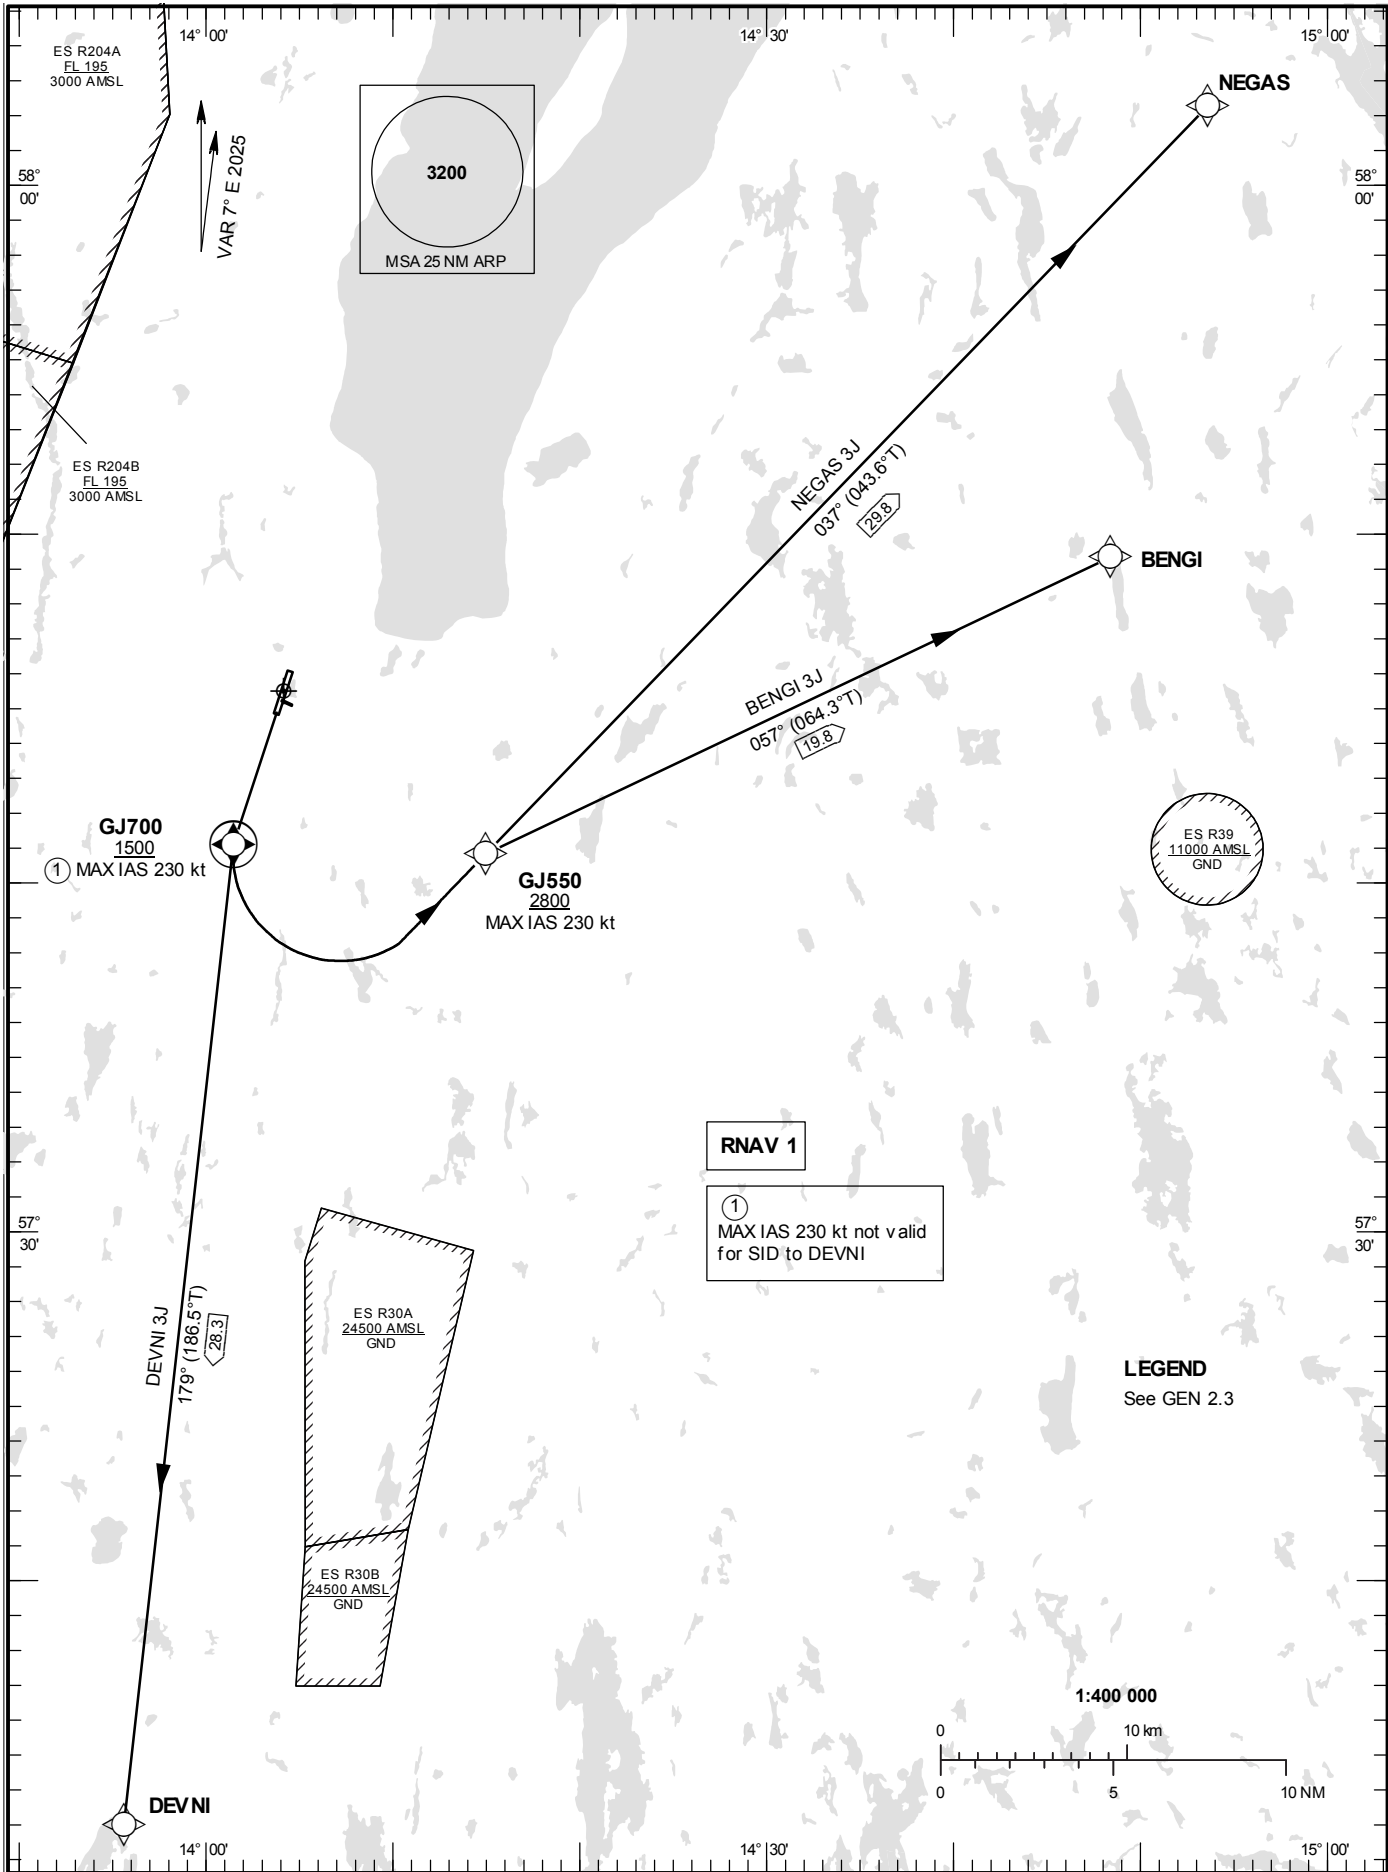 14° 00'
14° 30'
15° 00'
ES R204A
FL 195
3000 AMSL
NEGAS
VAR 7° E 2025
3200
MSA 25 NM ARP
58°
00'
58°
00'
ES R204B
FL 195
3000 AMSL
NEGAS 3J
037° (043.6°T)
29.8
BENGI
BENGI 3J
057° (064.3°T)
19.8
GJ700
1500
1 MAX IAS 230 kt
GJ550
2800
MAX IAS 230 kt
ES R39
11000 AMSL
GND
RNAV 1
1
MAX IAS 230 kt not valid
for SID to DEVNI
57°
30'
57°
30'
DEVNI 3J
179° (186.5°T)
28.3
ES R30A
24500 AMSL
GND
LEGEND
See GEN 2.3
ES R30B
24500 AMSL
GND
1:400 000
0 10 km
0 5 10 NM
DEVNI
14° 00'
14° 30'
15° 00'